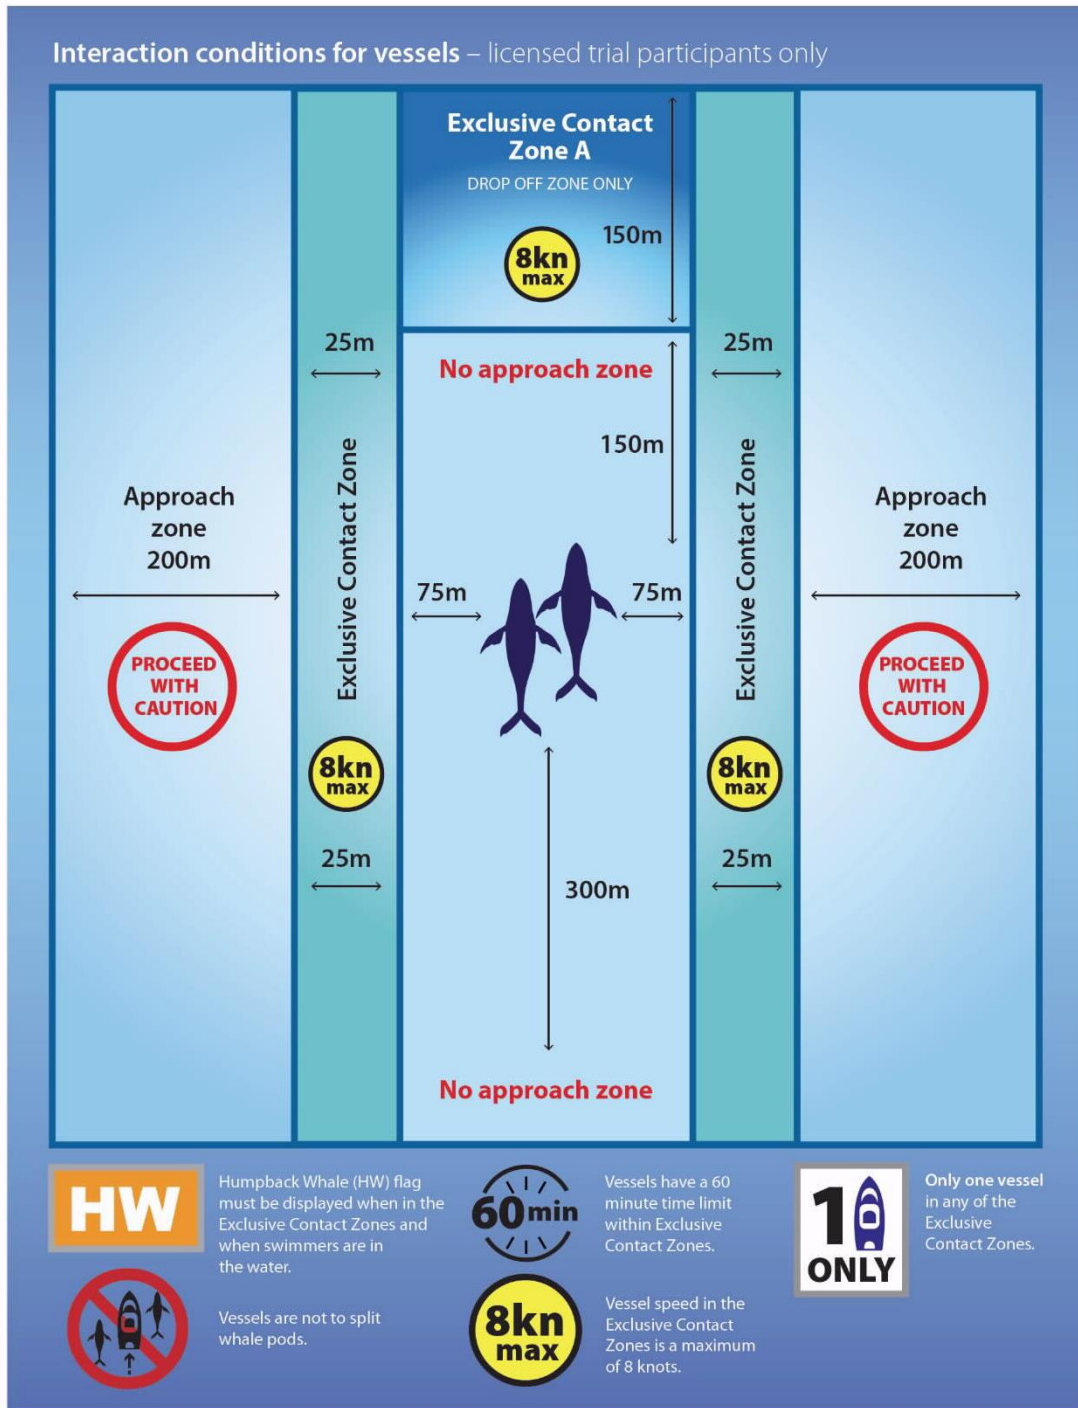 Interaction conditions for vessels – licensed trial participants only
Exclusive Contact
Zone A
DROP OFF ZONE ONLY
150m
8kn
max
25m
25m
No approach zone
150m
Approach
zone
200m
Exclusive Contact Zone
75m
75m
Exclusive Contact Zone
Approach
zone
200m
PROCEED
WITH
CAUTION
PROCEED
WITH
CAUTION
8kn
max
8kn
max
25m
25m
300m
No approach zone
HW
Humpback Whale (HW) flag
must be displayed when in the
Exclusive Contact Zones and
when swimmers are in
the water.
60min
Vessels have a 60
minute time limit
within Exclusive
Contact Zones.
1
ONLY
Only one vessel
in any of the
Exclusive
Contact Zones.
Vessels are not to split
whale pods.
8kn
max
Vessel speed in the
Exclusive Contact
Zones is a maximum
of 8 knots.